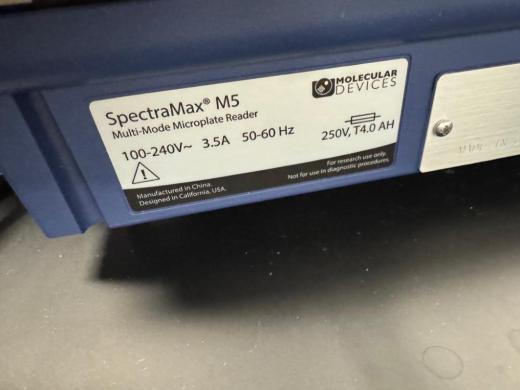 SpectraMax® M5
Multi-Mode Microplate Reader
MOLECULAR
DEVICES
100-240V~ 3.5A 50-60 Hz
250V, T4.0 AH
For research use only.
Not for use in diagnostic procedures.
Manufactured in China.
Designed in California, USA.